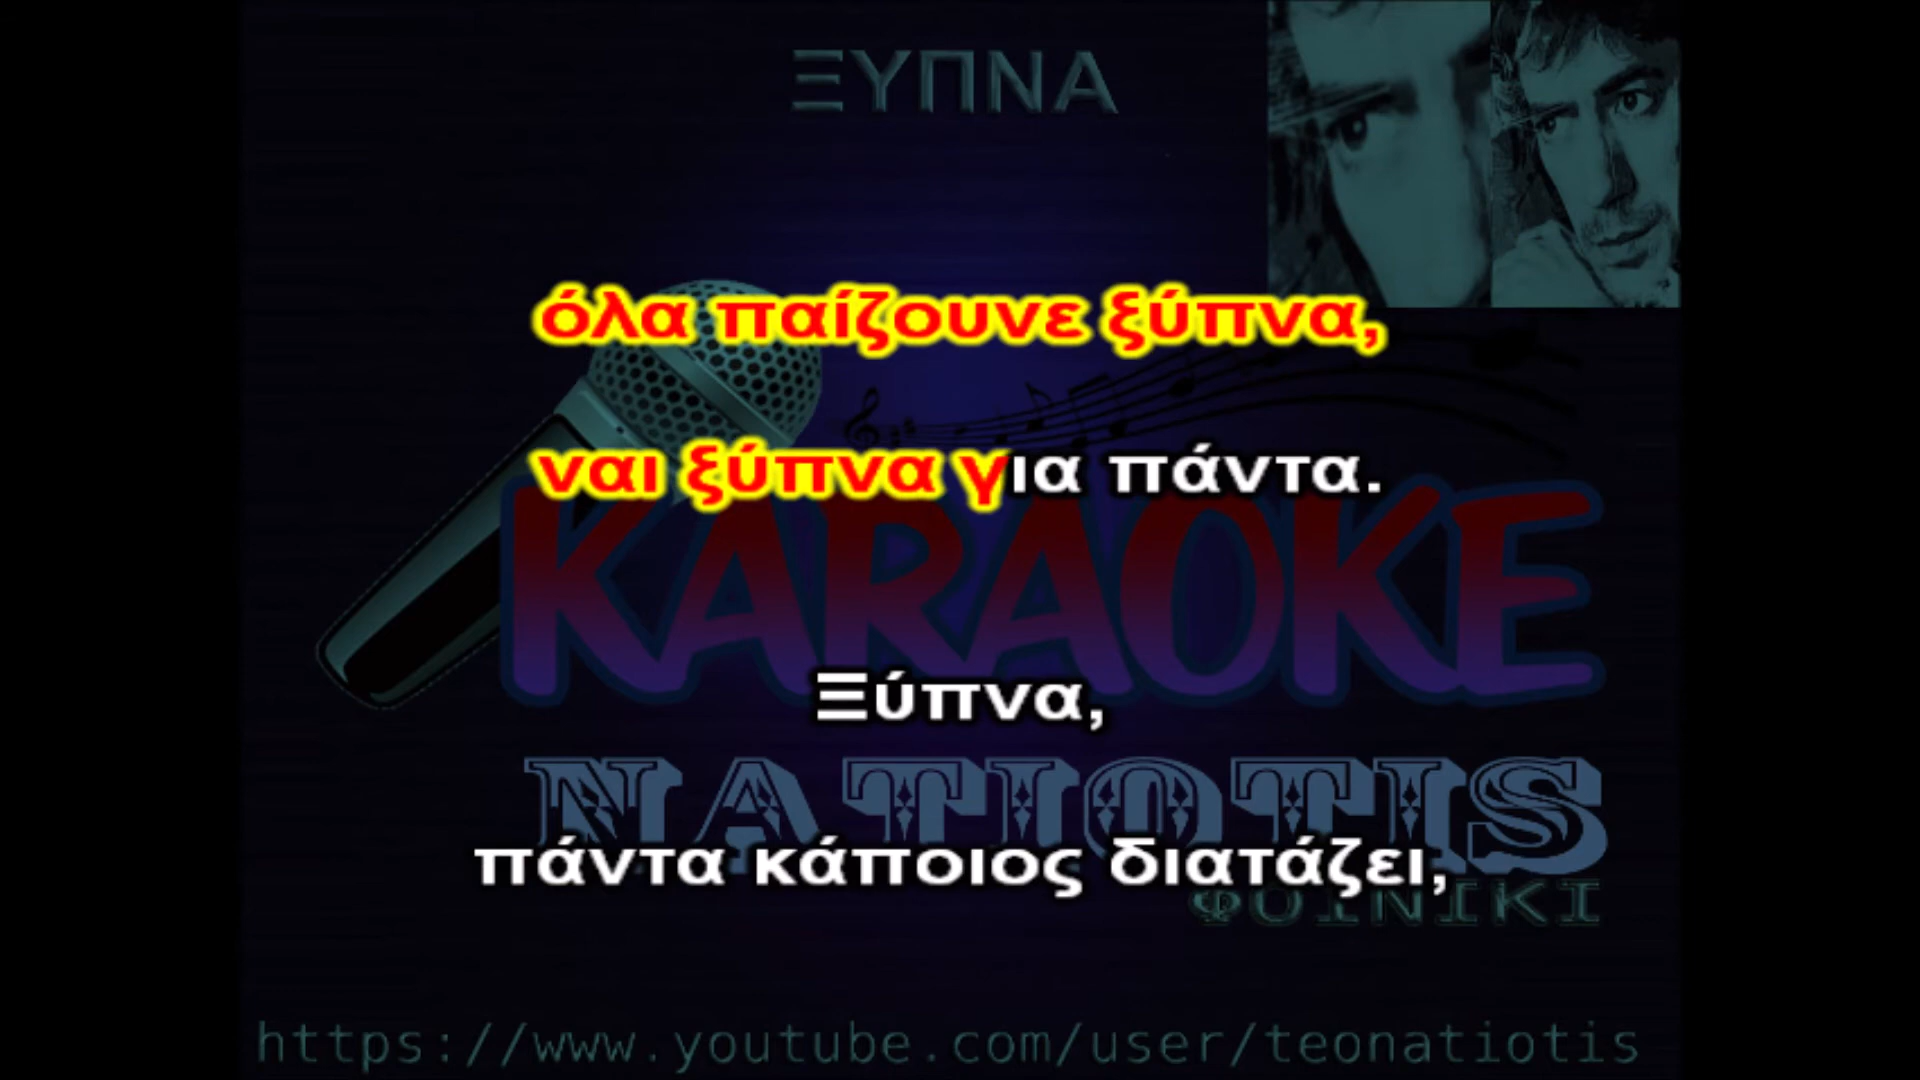 ΞΥΠΝΑ
όλα παίζουνε ξύπνα,
ναι ξύπνα για πάντα.
KARAOKE
Ξύπνα,
NATIOTIS
πάντα κάποιος διατάζει,
ΦΟΙΝΙΚΙ
https://www.youtube.com/user/teonatiotis